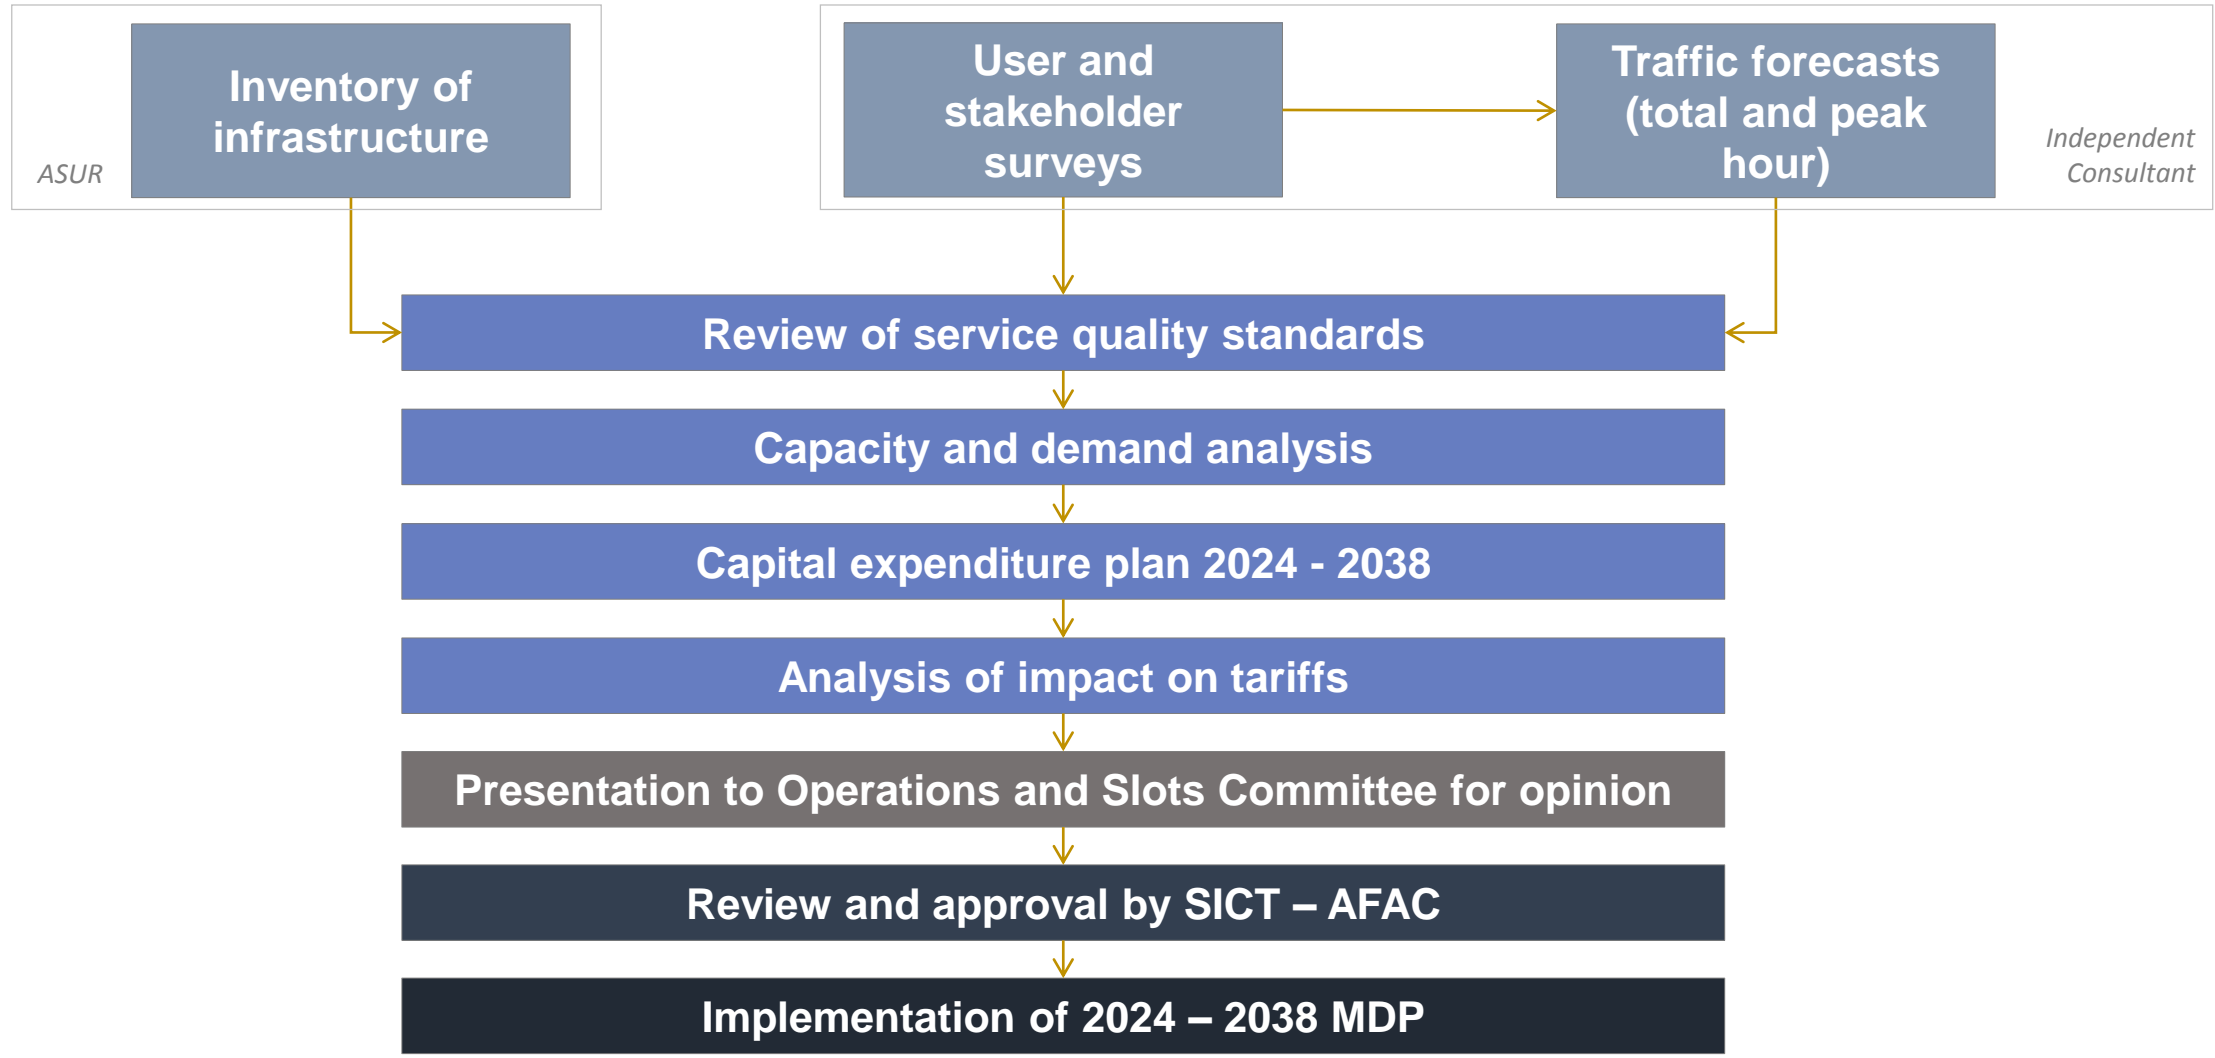 Inventory of
infrastructure
ASUR
User and
stakeholder
surveys
Traffic forecasts
(total and peak
hour)
Independent
Consultant
Review of service quality standards
Capacity and demand analysis
Capital expenditure plan 2024 - 2038
Analysis of impact on tariffs
Presentation to Operations and Slots Committee for opinion
Review and approval by SICT – AFAC
Implementation of 2024 – 2038 MDP